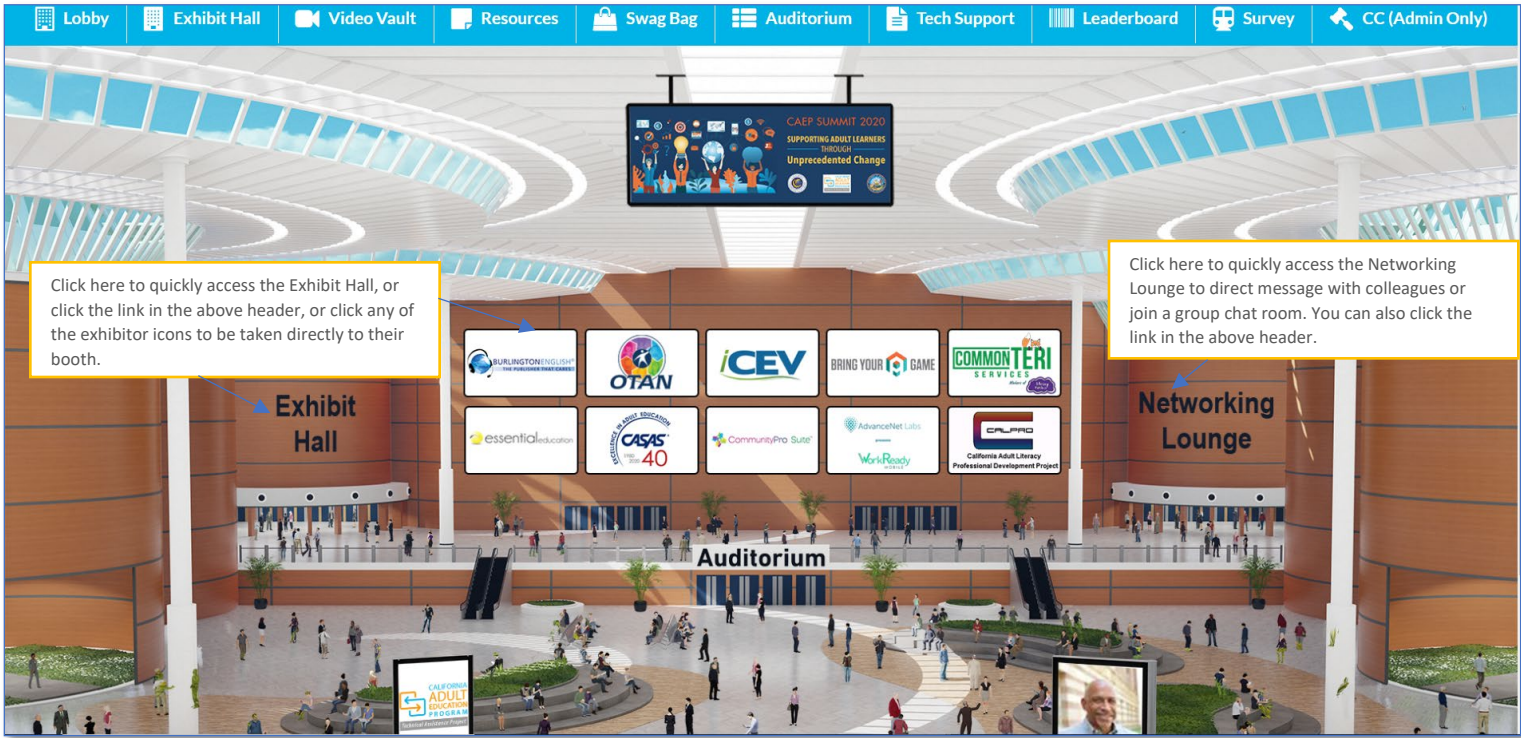 Lobby
Exhibit Hall
Video Vault
Resources
Swag Bag
Auditorium
Tech Support
Leaderboard
Survey
CC (Admin Only)
CAEP SUMMIT 2020
SUPPORTING ADULT LEARNERS
THROUGH
Unprecedented Change
Click here to quickly access the Exhibit Hall, or
click the link in the above header, or click any of
the exhibitor icons to be taken directly to their
booth.
Click here to quickly access the Networking
Lounge to direct message with colleagues or
join a group chat room. You can also click the
link in the above header.
BURLINGTONENGLISH®
THE PUBLISHER THAT CARES
OTAN
iCEV
BRING YOUR GAME
COMMON TERI
SERVICES
Exhibit
Hall
Networking
Lounge
essentialeducation
EXCELLENCE IN ADULT EDUCATION
CASAS
40
CommunityPro Suite
AdvanceNet Labs
WorkReady
CALPRO
California Adult Literacy
Professional Development Project
Auditorium
CALIFORNIA
ADULT
EDUCATION
PROGRAM
Technical Assistance Project